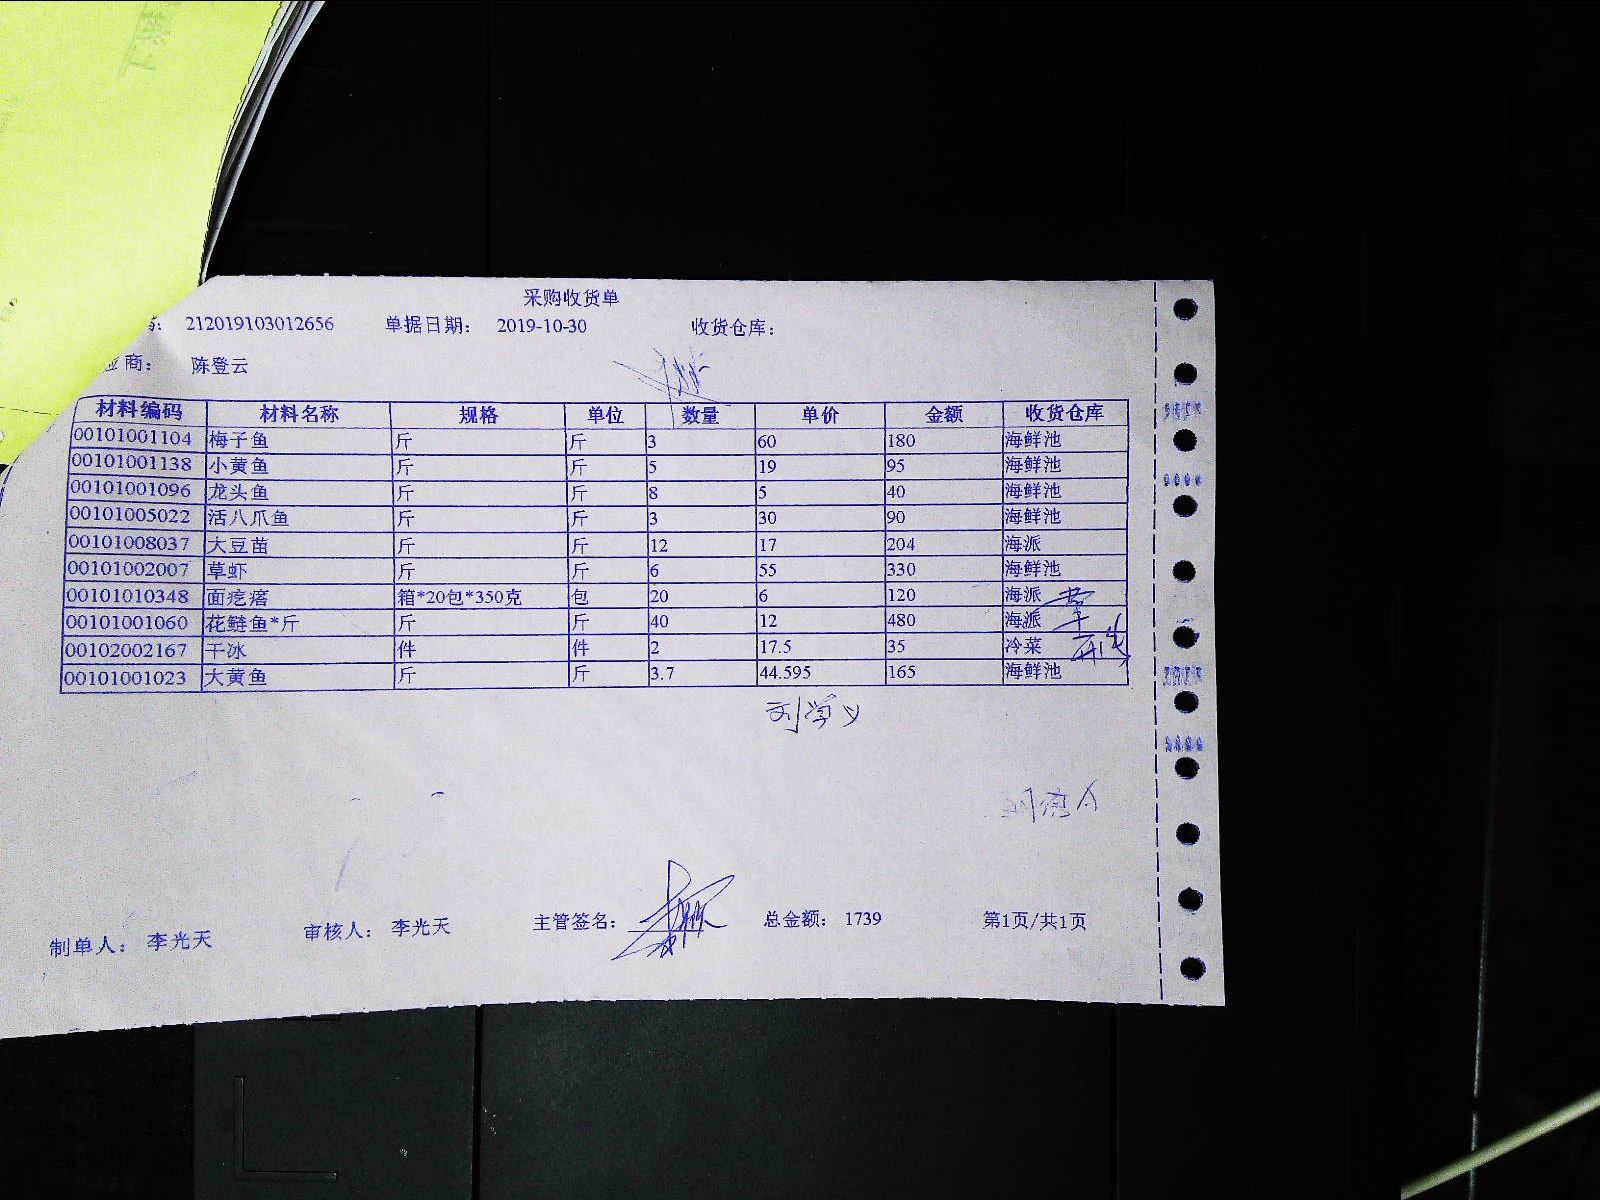 采购收货单
212019103012656 单据日期： 2019-10-30 收货仓库：
商： 陈登云
材料编码 材料名称 规格 单位 数量 单价 金额 收货仓库
00101001104 梅子鱼 斤 斤 3 60 180 海鲜池
00101001138 小黄鱼 斤 斤 5 19 95 海鲜池
00101001096 龙头鱼 斤 斤 8 5 40 海鲜池
00101005022 活八爪鱼 斤 斤 3 30 90 海鲜池
00101008037 大豆苗 斤 斤 12 17 204 海派
00101002007 草虾 斤 斤 6 55 330 海鲜池
00101010348 面疙瘩 箱*20包*350克 包 20 6 120 海派
00101001060 花鲢鱼*斤 斤 斤 40 12 480 海派
00102002167 干冰 件 件 2 17.5 35 冷菜
00101001023 大黄鱼 斤 斤 3.7 44.595 165 海鲜池
刘学义
制单人： 李光天 审核人： 李光天 主管签名： 总金额： 1739 第1页/共1页